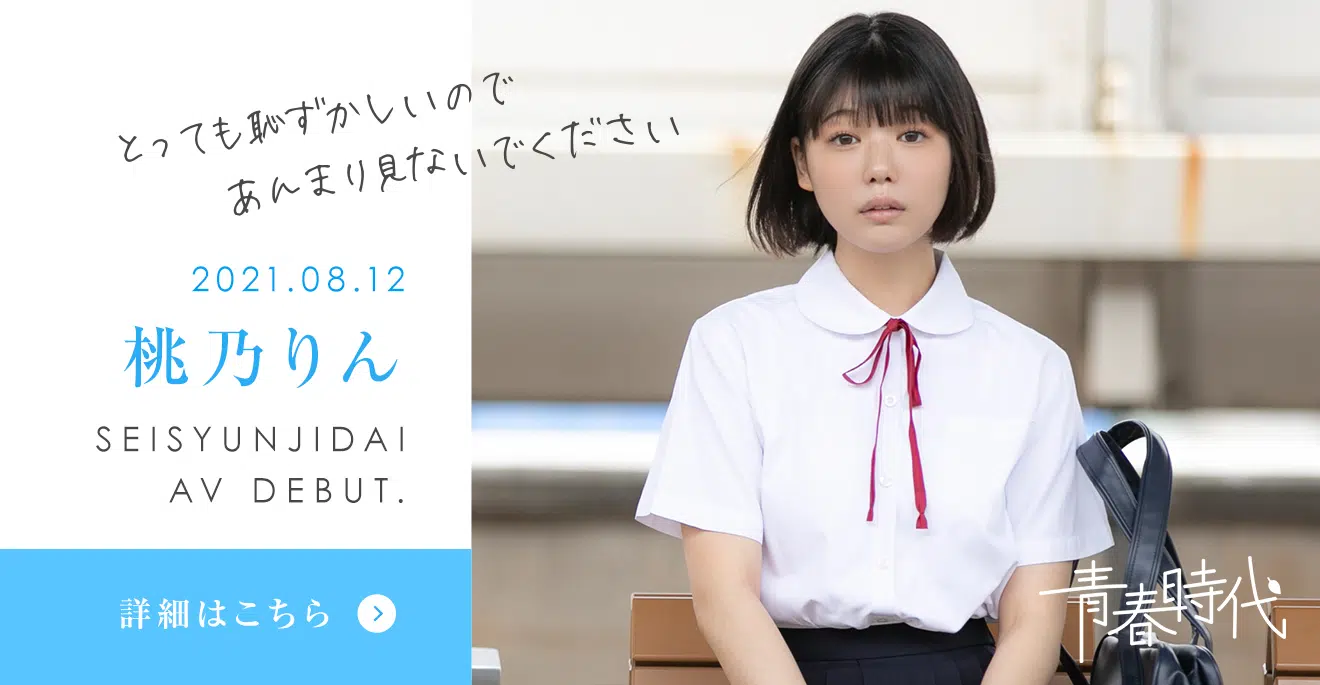 とっても恥ずかしいので
あんまり見ないでください
2021.08.12
桃乃りん
SEISYUNJIDAI
AV DEBUT.
詳細はこちら
青春時代